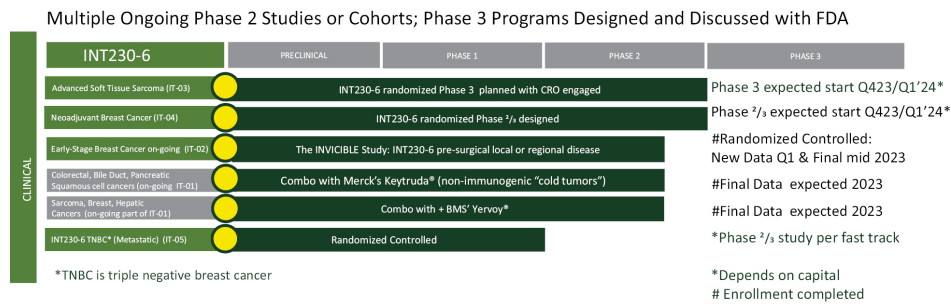 Multiple Ongoing Phase 2 Studies or Cohorts; Phase 3 Programs Designed and Discussed with FDA
CLINICAL
INT230-6
PRECLINICAL
PHASE 1
PHASE 2
PHASE 3
Advanced Soft Tissue Sarcoma (IT-03)
INT230-6 randomized Phase 3 planned with CRO engaged
Phase 3 expected start Q423/Q1'24*
Neoadjuvant Breast Cancer (IT-04)
INT230-6 randomized Phase ²/₃ designed
Phase ²/₃ expected start Q423/Q1'24*
Early-Stage Breast Cancer on-going (IT-02)
The INVICIBLE Study: INT230-6 pre-surgical local or regional disease
#Randomized Controlled:
New Data Q1 & Final mid 2023
Colorectal, Bile Duct, Pancreatic
Squamous cell cancers (on-going IT-01)
Combo with Merck's Keytruda® (non-immunogenic "cold tumors")
#Final Data expected 2023
Sarcoma, Breast, Hepatic
Cancers (on-going part of IT-01)
Combo with + BMS' Yervoy®
#Final Data expected 2023
INT230-6 TNBC* (Metastatic) (IT-05)
Randomized Controlled
*Phase ²/₃ study per fast track
*TNBC is triple negative breast cancer
*Depends on capital
# Enrollment completed